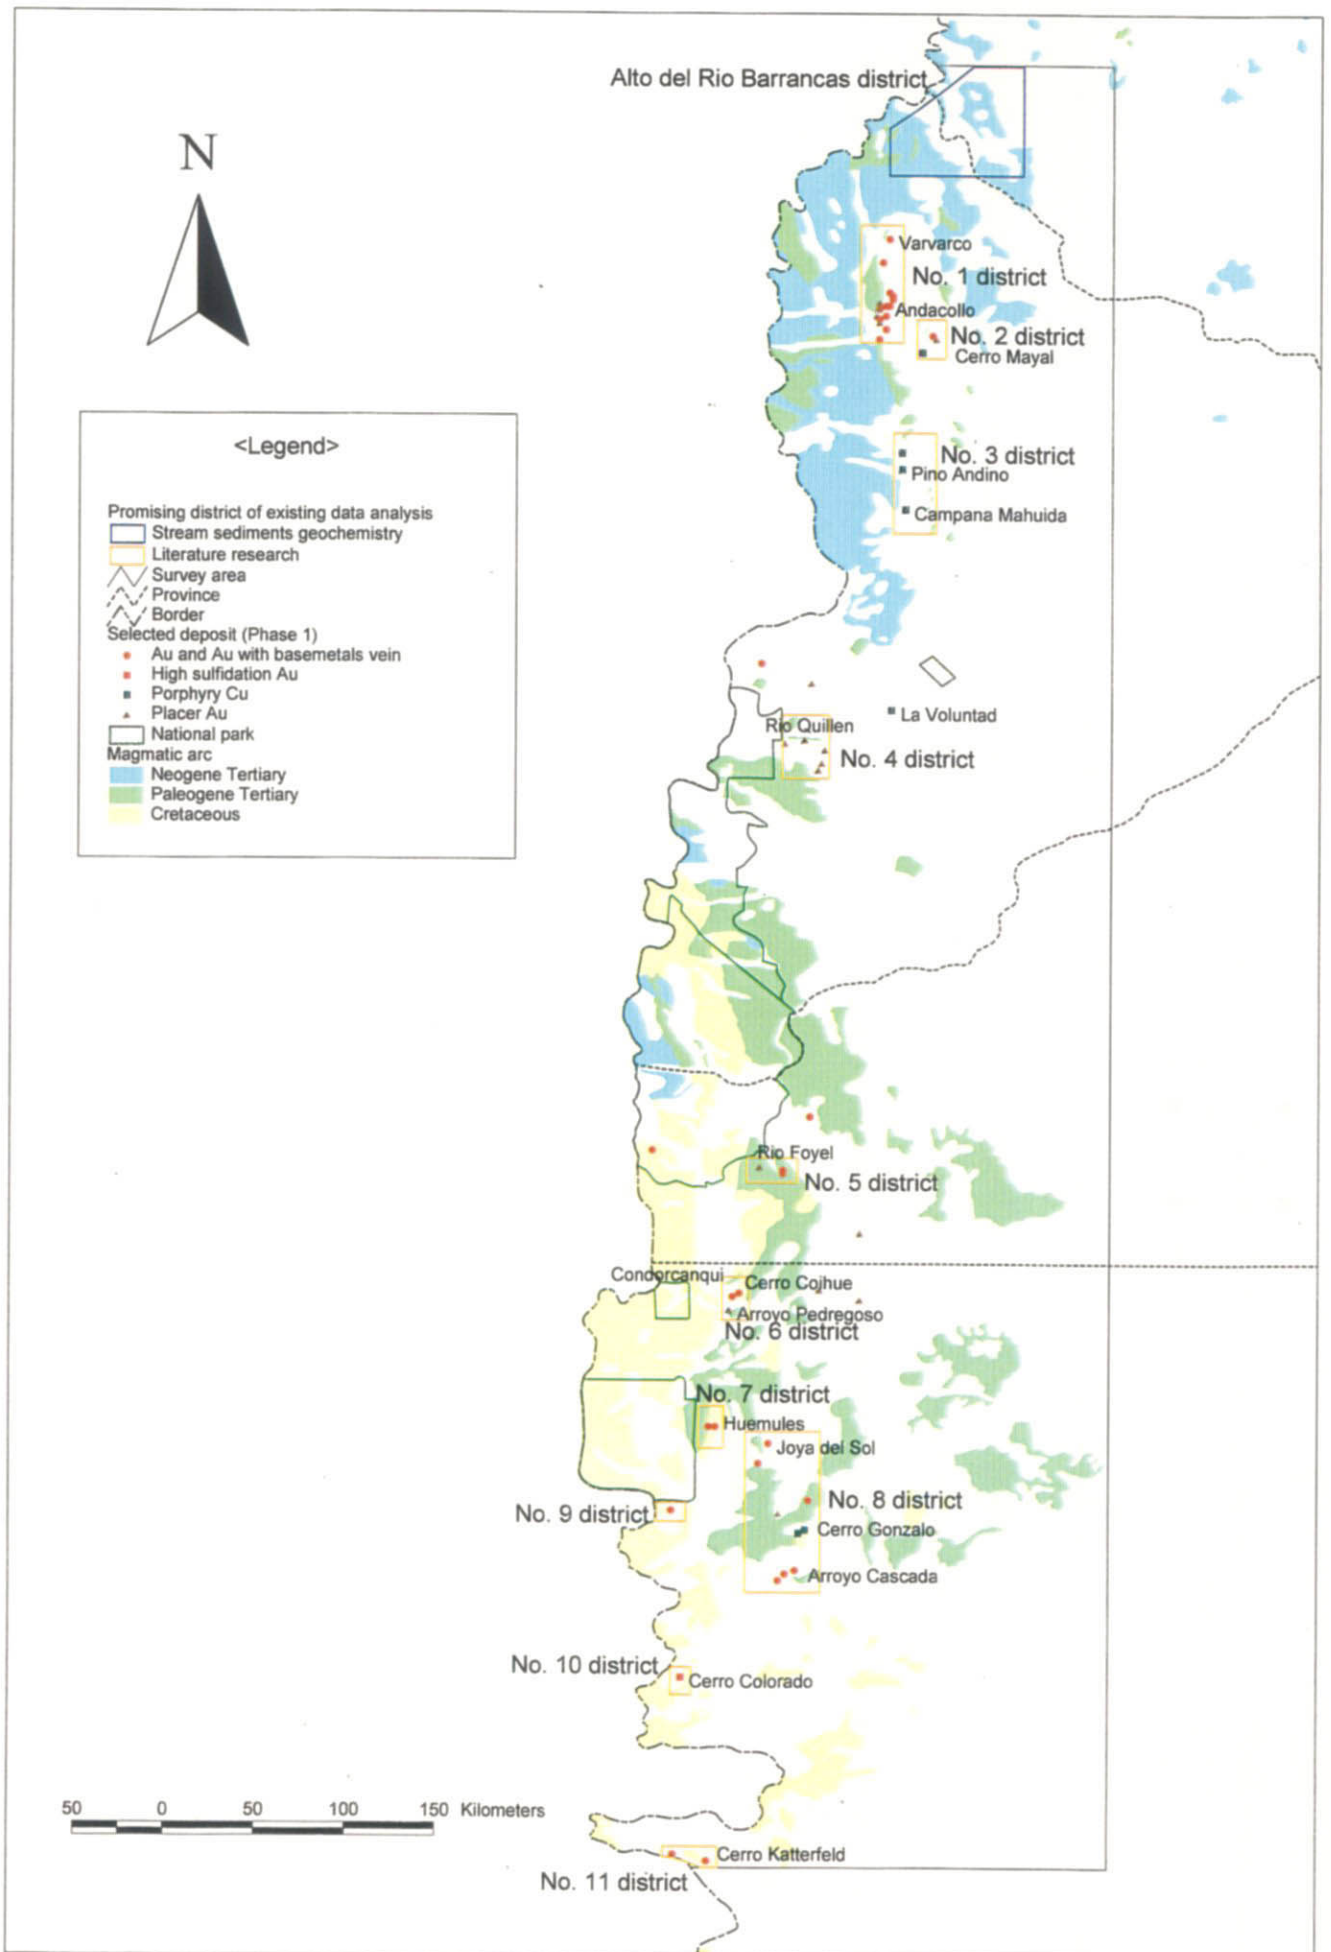 Alto del Rio Barrancas district
N
Varvarco
No. 1 district
Andacollo
No. 2 district
Cerro Mayal
<Legend>
No. 3 district
Pino Andino
Campana Mahuida
Promising district of existing data analysis
Stream sediments geochemistry
Literature research
Survey area
Province
Border
Selected deposit (Phase 1)
Au and Au with basemetals vein
High sulfidation Au
Porphyry Cu
Placer Au
National park
Magmatic arc
Neogene Tertiary
Paleogene Tertiary
Cretaceous
La Voluntad
Rio Quillen
No. 4 district
Rio Foyel
No. 5 district
Condorcanqui
Cerro Cojhue
Arroyo Pedregoso
No. 6 district
No. 7 district
Huemules
Joya del Sol
No. 8 district
No. 9 district
Cerro Gonzalo
Arroyo Cascada
No. 10 district
Cerro Colorado
50 0 50 100 150 Kilometers
Cerro Katterfeld
No. 11 district